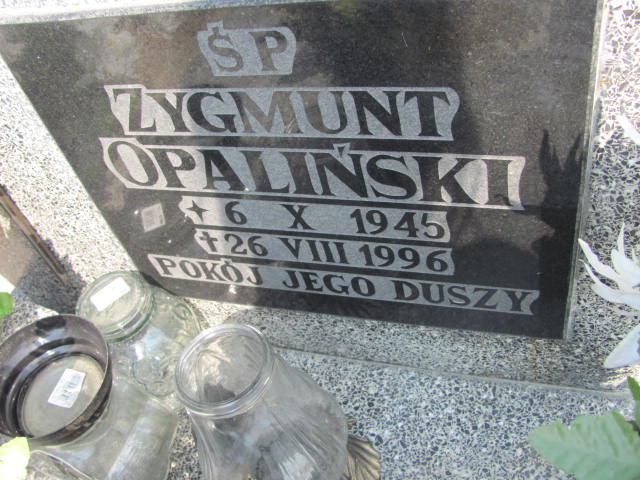 ŚP
ZYGMUNT
OPALIŃSKI
✶ 6 X 1945
✝ 26 VIII 1996
POKÓJ JEGO DUSZY